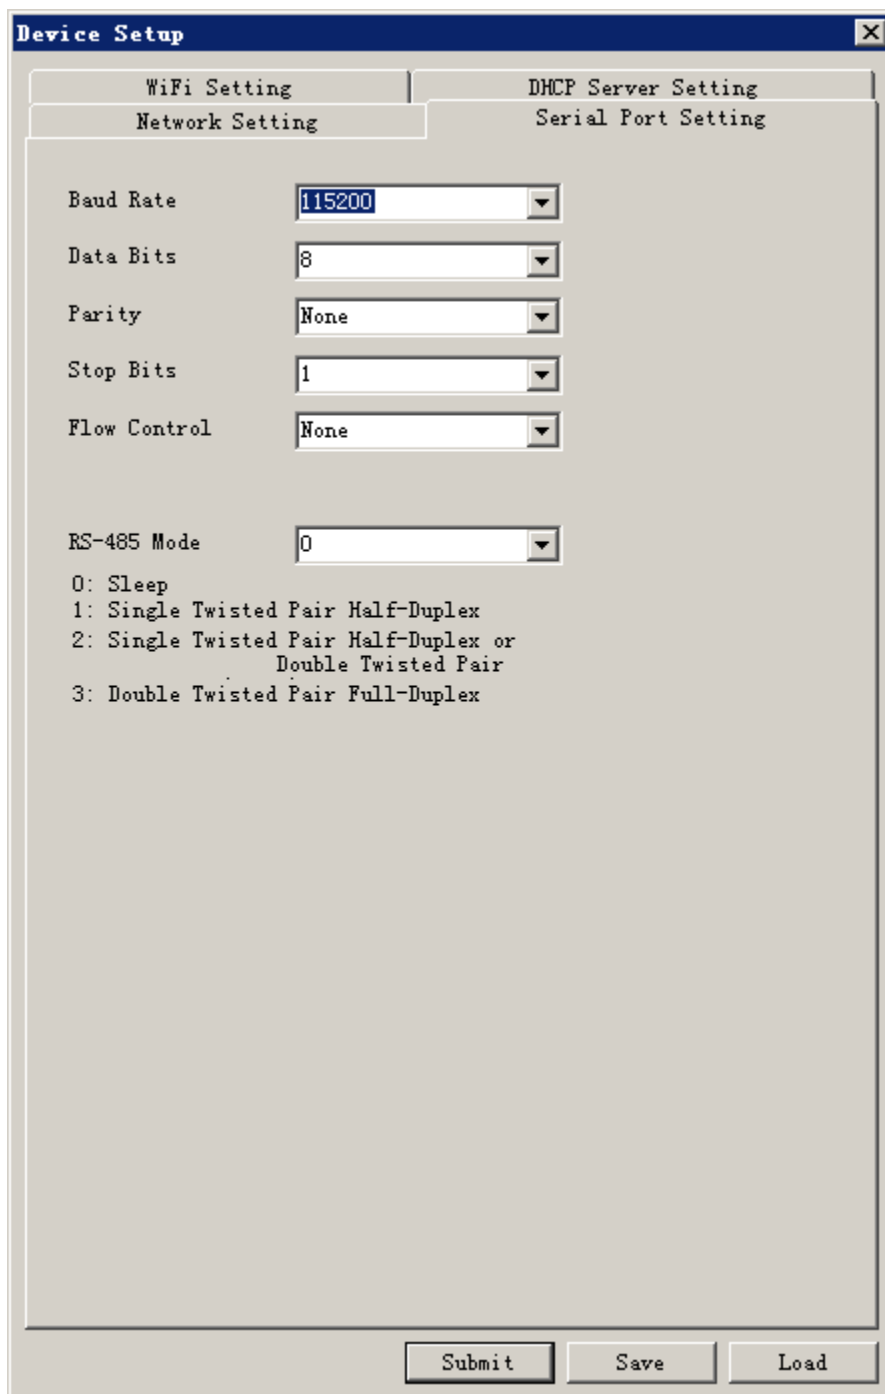 Device Setup
WiFi Setting
DHCP Server Setting
Network Setting
Serial Port Setting
Baud Rate 115200
Data Bits 8
Parity None
Stop Bits 1
Flow Control None
RS-485 Mode 0
0: Sleep
1: Single Twisted Pair Half-Duplex
2: Single Twisted Pair Half-Duplex or
Double Twisted Pair
3: Double Twisted Pair Full-Duplex
Submit Save Load